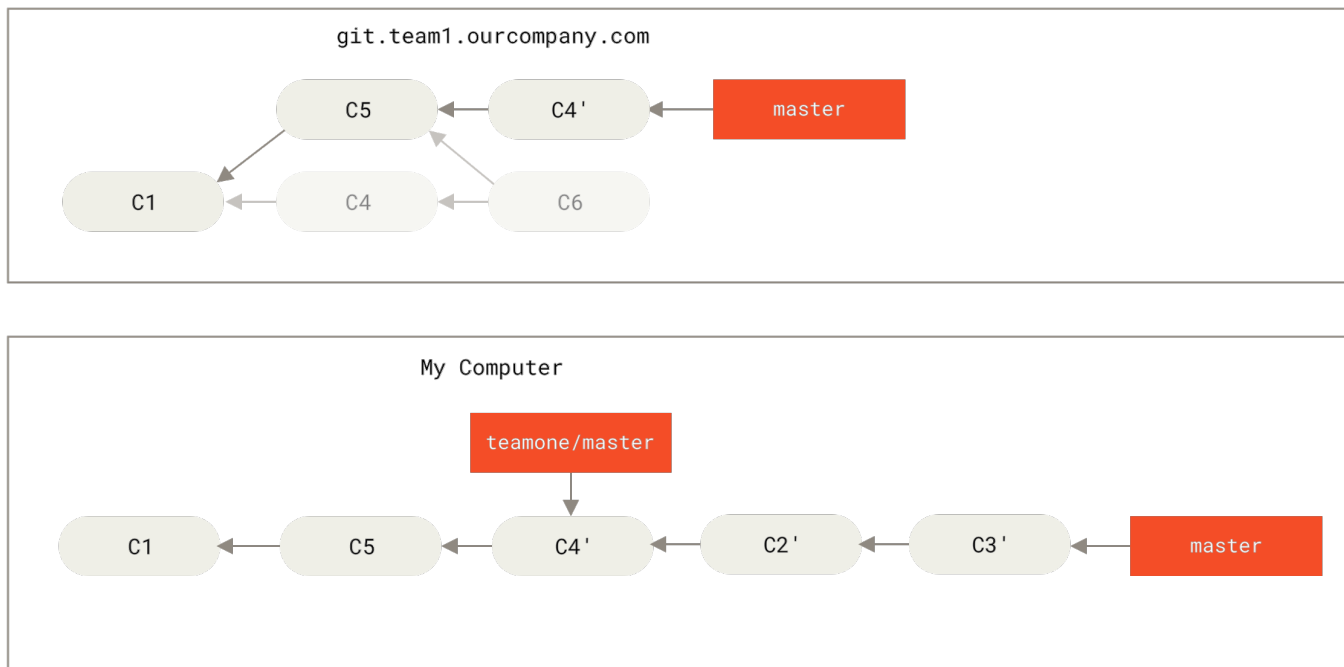 git.team1.ourcompany.com
C5
C4'
master
C1
C4
C6
My Computer
teamone/master
C1
C5
C4'
C2'
C3'
master